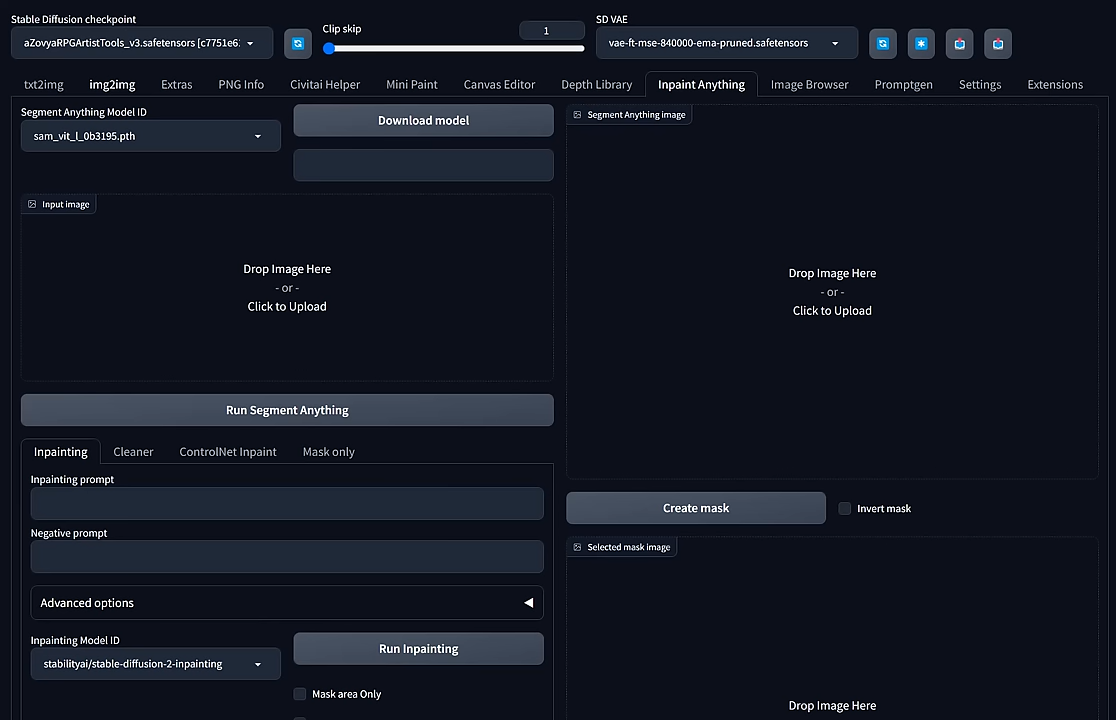 Stable Diffusion checkpoint
aZovyaRPGArtistTools_v3.safetensors [c7751e6:
Clip skip
1
SD VAE
vae-ft-mse-840000-ema-pruned.safetensors
txt2img
img2img
Extras
PNG Info
Civitai Helper
Mini Paint
Canvas Editor
Depth Library
Inpaint Anything
Image Browser
Promptgen
Settings
Extensions
Segment Anything Model ID
sam_vit_l_0b3195.pth
Download model
Input image
Drop Image Here
- or -
Click to Upload
Run Segment Anything
Inpainting
Cleaner
ControlNet Inpaint
Mask only
Inpainting prompt
Negative prompt
Advanced options
Inpainting Model ID
stabilityai/stable-diffusion-2-inpainting
Run Inpainting
Mask area Only
Segment Anything image
Drop Image Here
- or -
Click to Upload
Create mask
Invert mask
Selected mask image
Drop Image Here